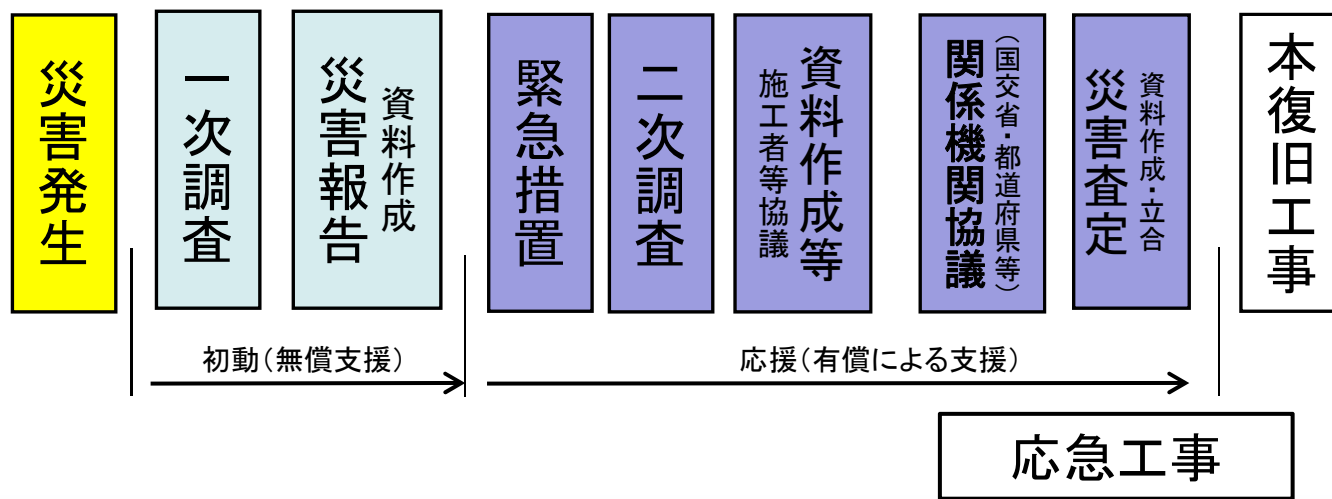 災害発生
一次調査
災害報告
資料作成
緊急措置
二次調査
資料作成等
施工者等協議
（国交省・都道府県等）
関係機関協議
資料作成・立合
災害査定
本復旧工事
初動（無償支援）
応援（有償による支援）
応急工事